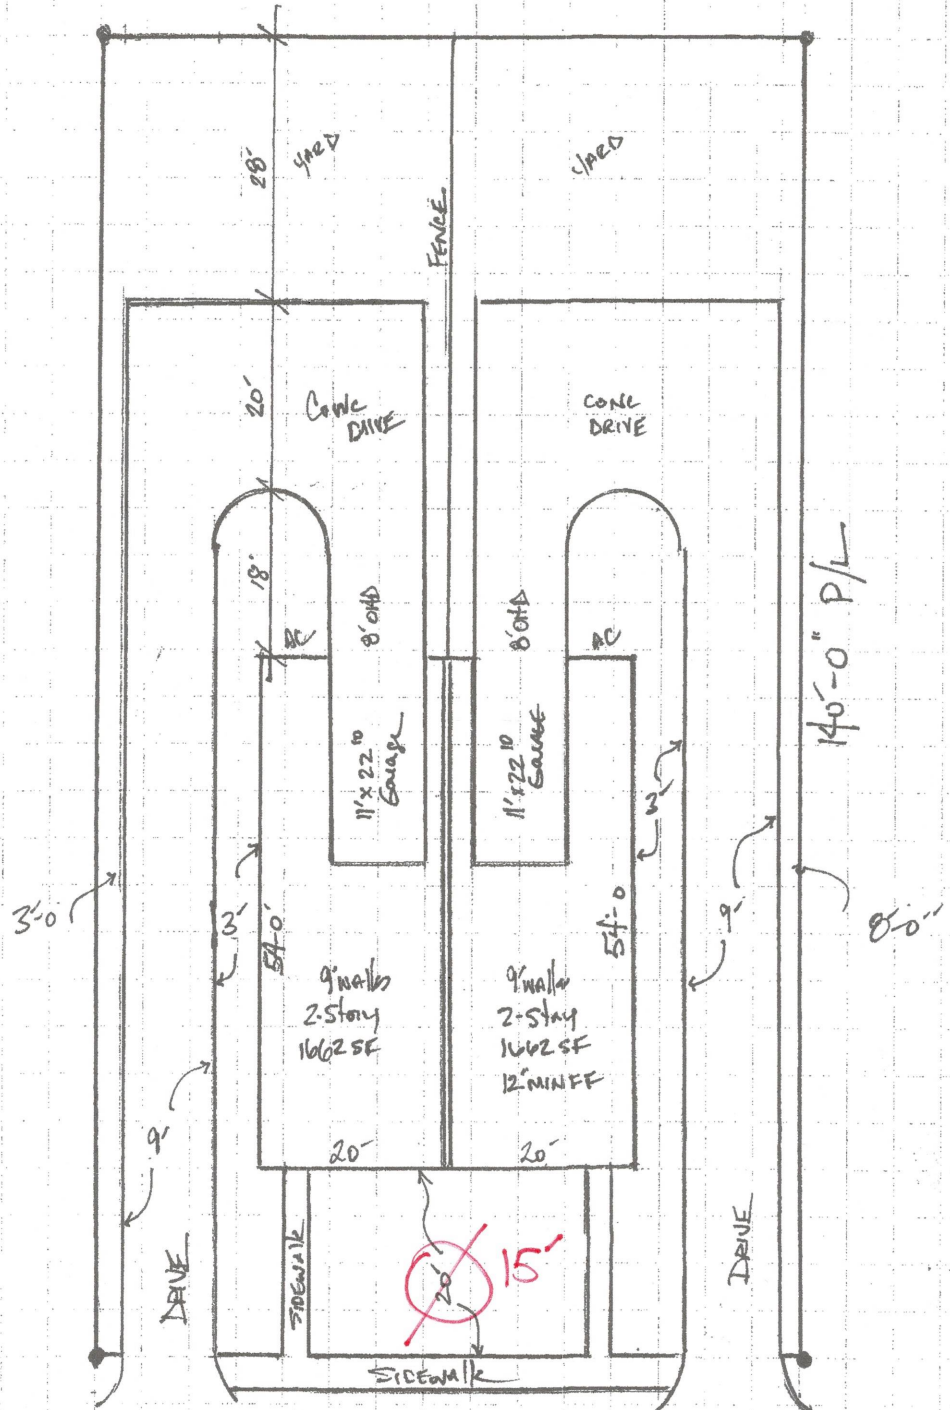 28'
YARD
YARD
FENCE
20'
CONC
DRIVE
CONC
DRIVE
18'
AC
8' OHD
8' OHD
AC
140'-0" P/L
11' x 22'10
Garage
11' x 22'10
GARAGE
3'
3'-0
3'
54'-0'
54'-0
9'
8'-0"
9' walls
2-Story
1662 SF
9' walls
2-Story
1662 SF
12" MIN FF
9'
20'
20'
SIDEWALK
DRIVE
20'
15'
DRIVE
SIDEWALK